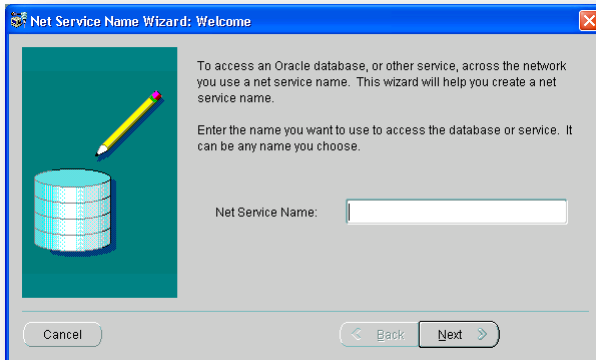 Net Service Name Wizard: Welcome
To access an Oracle database, or other service, across the network
you use a net service name. This wizard will help you create a net
service name.
Enter the name you want to use to access the database or service. It
can be any name you choose.
Net Service Name:
Cancel
Back
Next